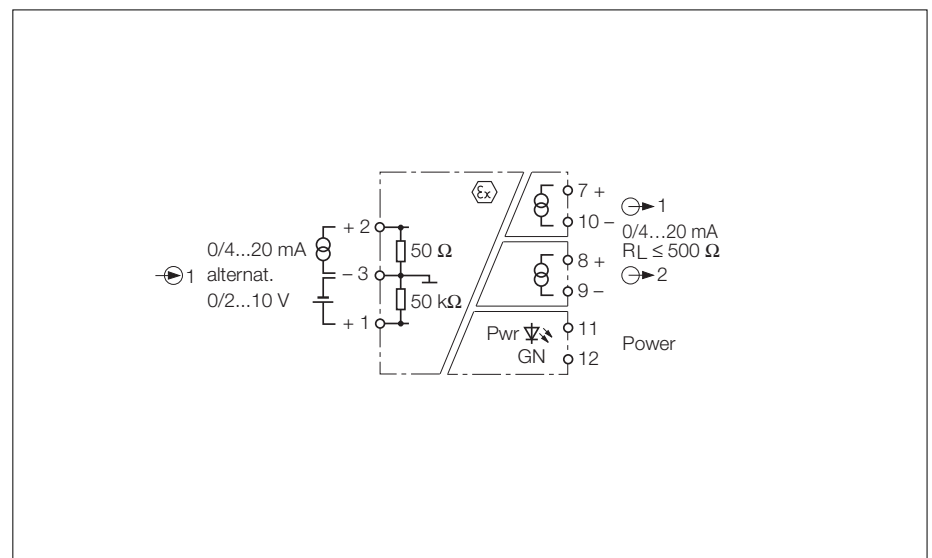 0/4...20 mA
1 alternat.
0/2...10 V
+ 2
50 Ω
– 3
50 kΩ
+ 1
εx
7 +
10 –
1
0/4...20 mA
RL ≤ 500 Ω
8 +
9 –
2
Pwr
GN
11
12
Power